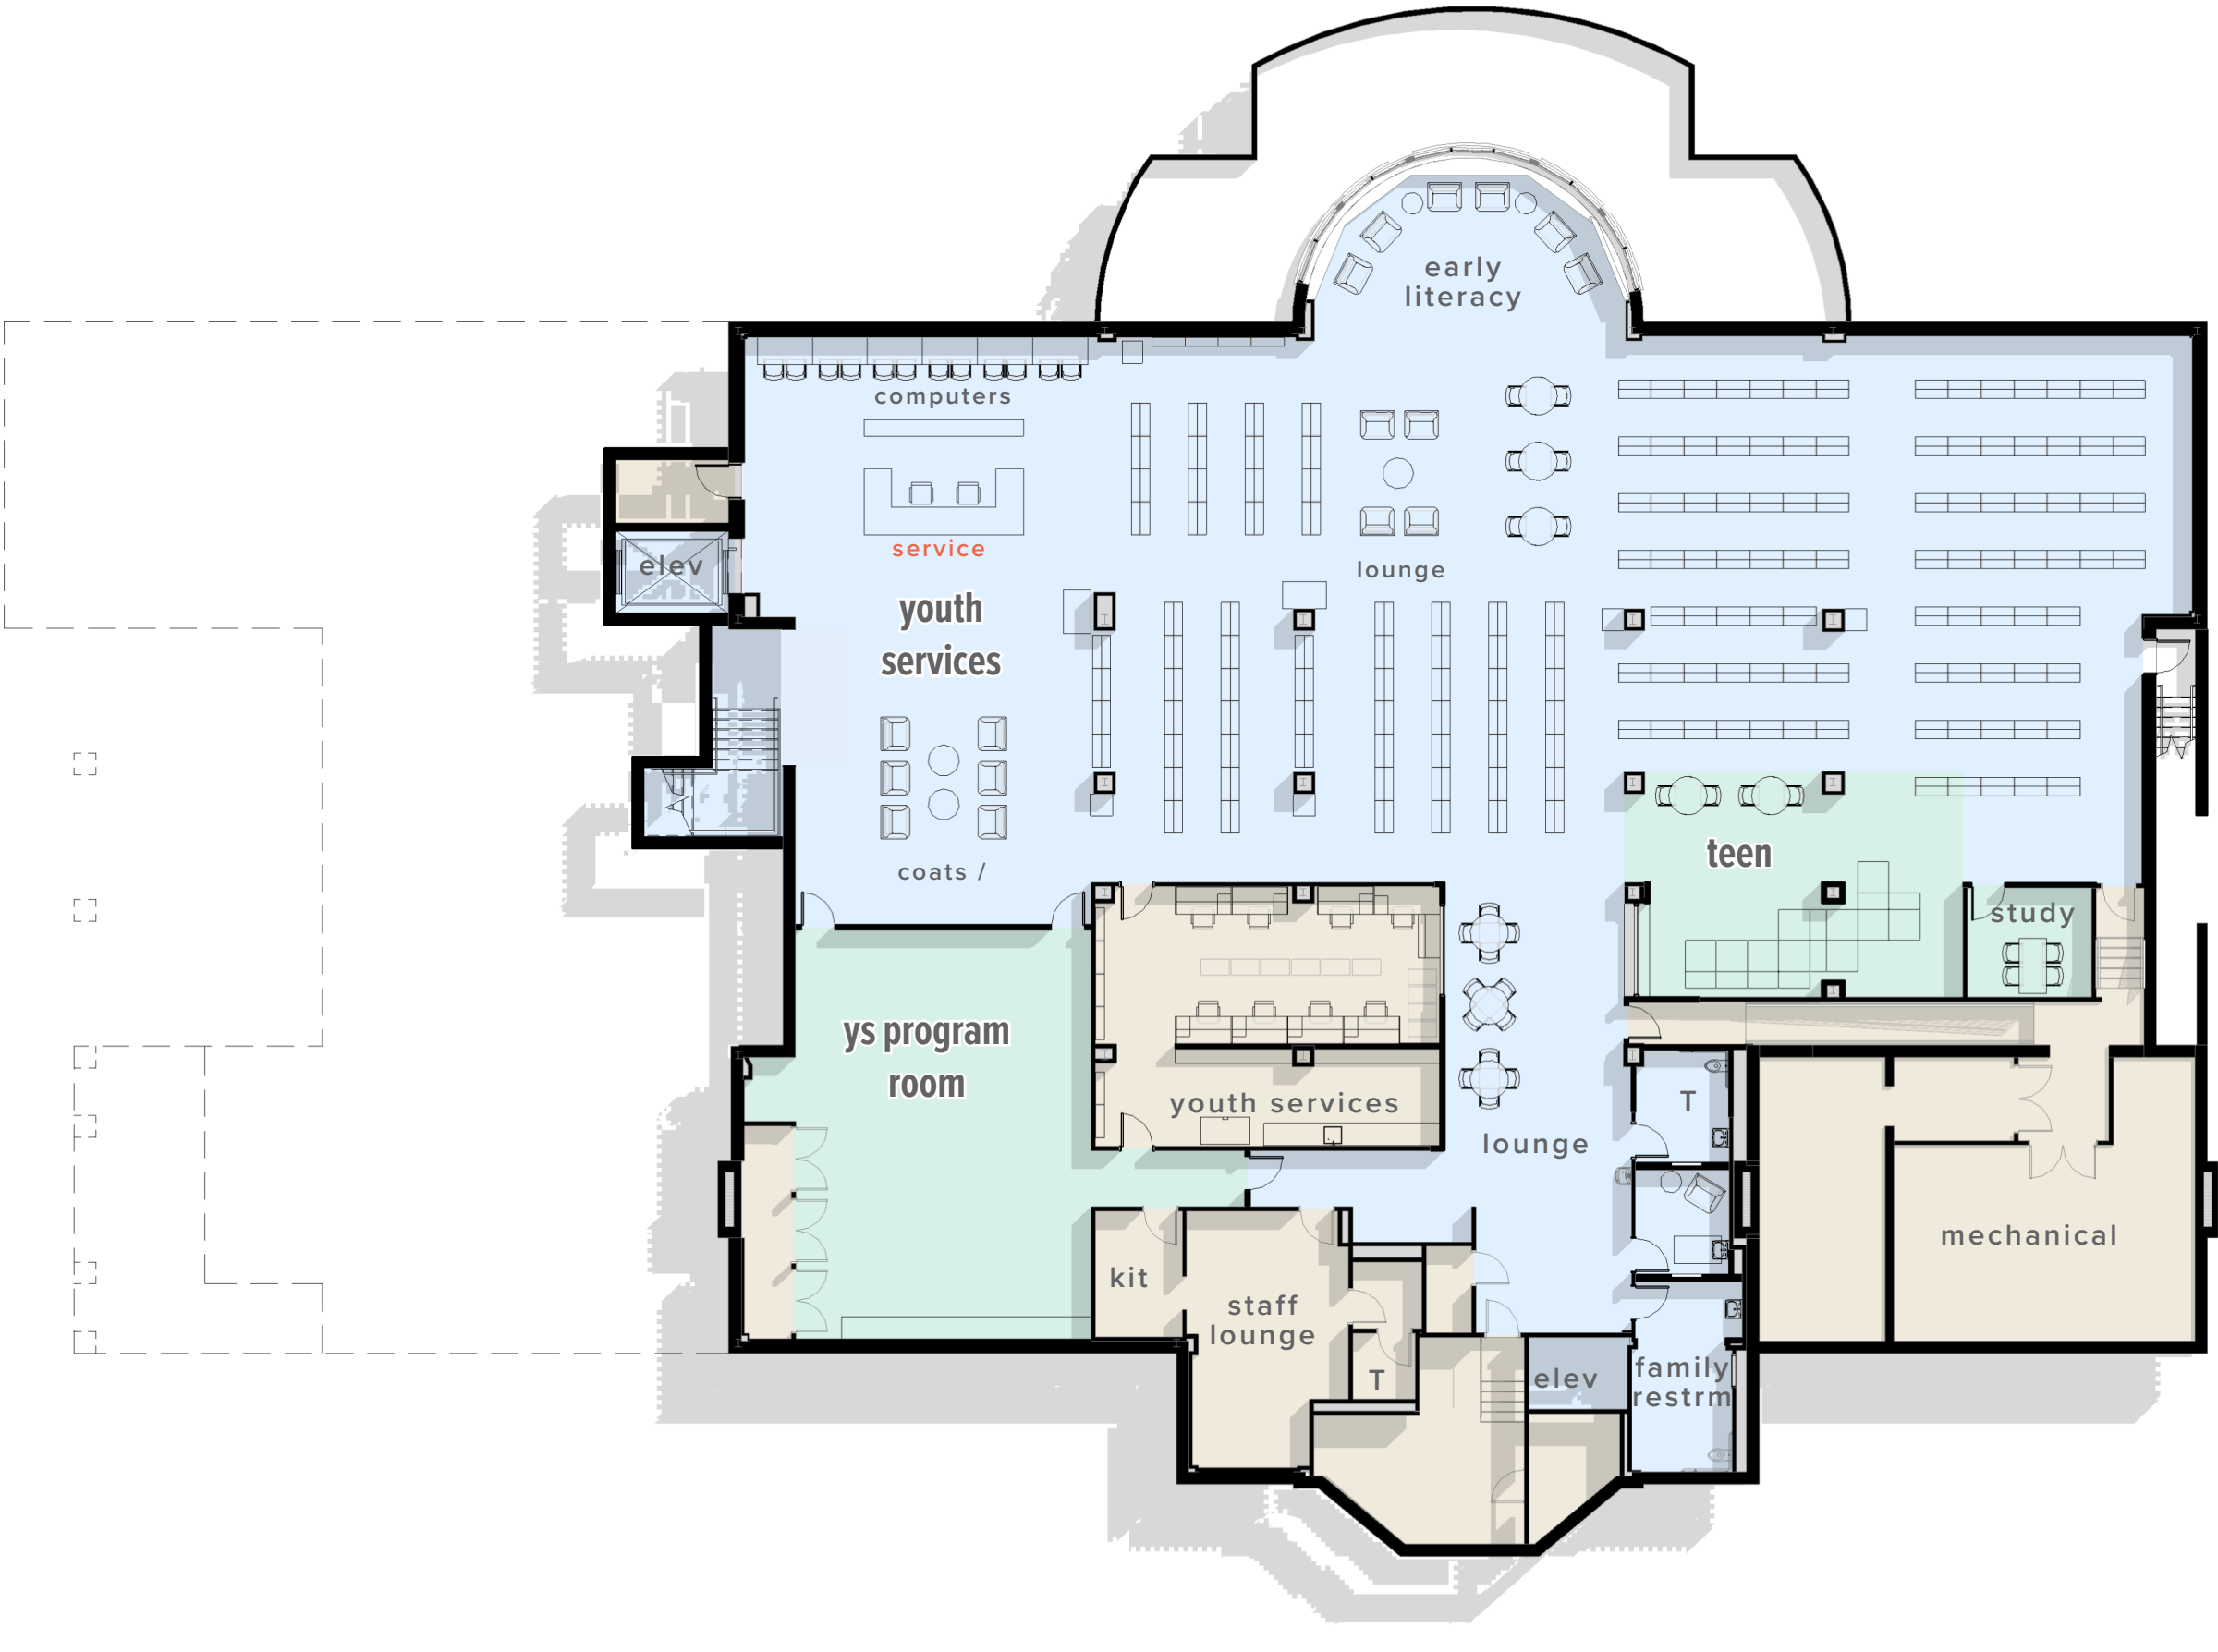 early
literacy
computers
service
elev
lounge
youth
services
teen
coats /
study
ys program
room
youth services
T
lounge
mechanical
kit
staff
lounge
T
elev
family
restrm